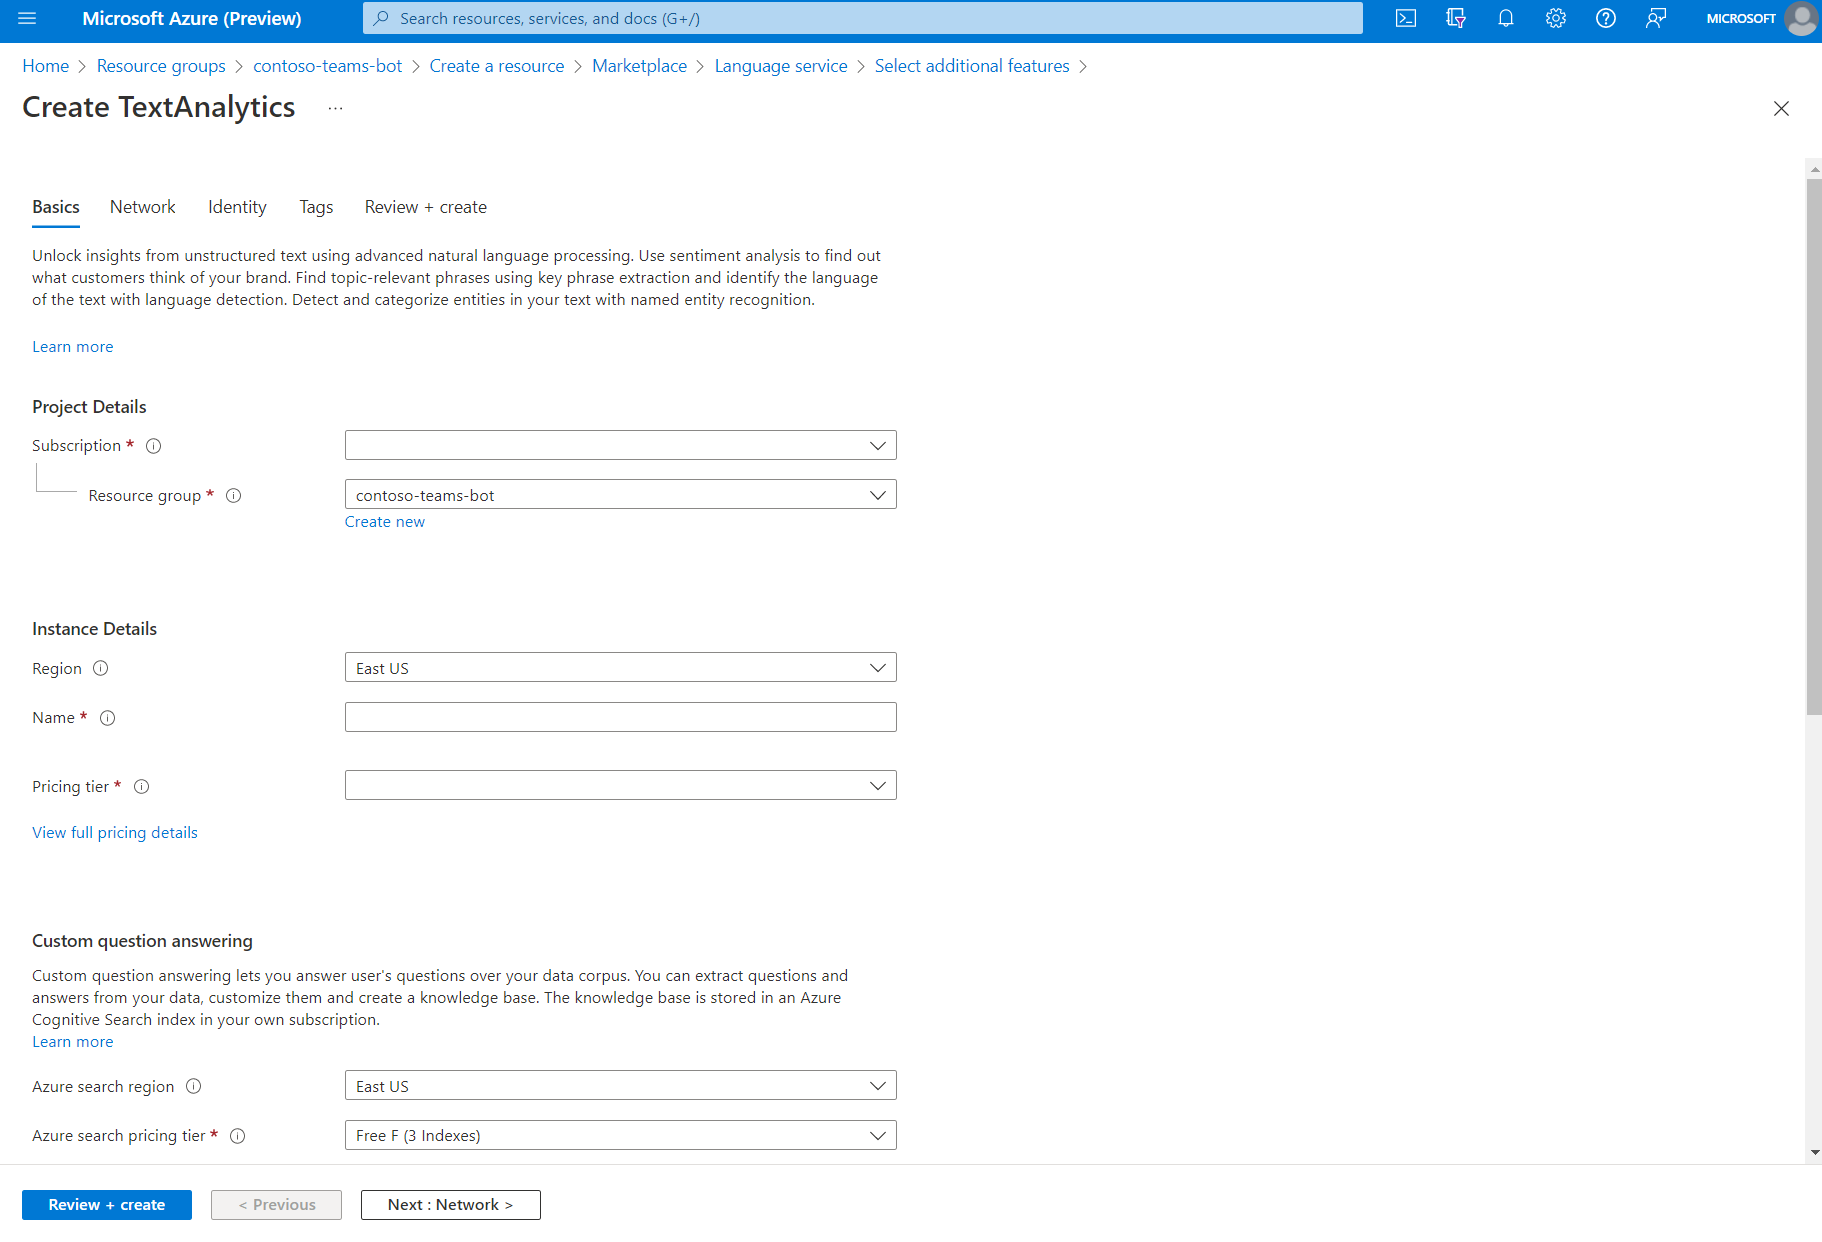 Microsoft Azure (Preview)
Search resources, services, and docs (G+/)
MICROSOFT
Home > Resource groups > contoso-teams-bot > Create a resource > Marketplace > Language service > Select additional features >
Create TextAnalytics ...
Basics Network Identity Tags Review + create
Unlock insights from unstructured text using advanced natural language processing. Use sentiment analysis to find out
what customers think of your brand. Find topic-relevant phrases using key phrase extraction and identify the language
of the text with language detection. Detect and categorize entities in your text with named entity recognition.
Learn more
Project Details
Subscription *
Resource group * contoso-teams-bot
Create new
Instance Details
Region East US
Name *
Pricing tier *
View full pricing details
Custom question answering
Custom question answering lets you answer user's questions over your data corpus. You can extract questions and
answers from your data, customize them and create a knowledge base. The knowledge base is stored in an Azure
Cognitive Search index in your own subscription.
Learn more
Azure search region East US
Azure search pricing tier * Free F (3 Indexes)
Review + create < Previous Next : Network >